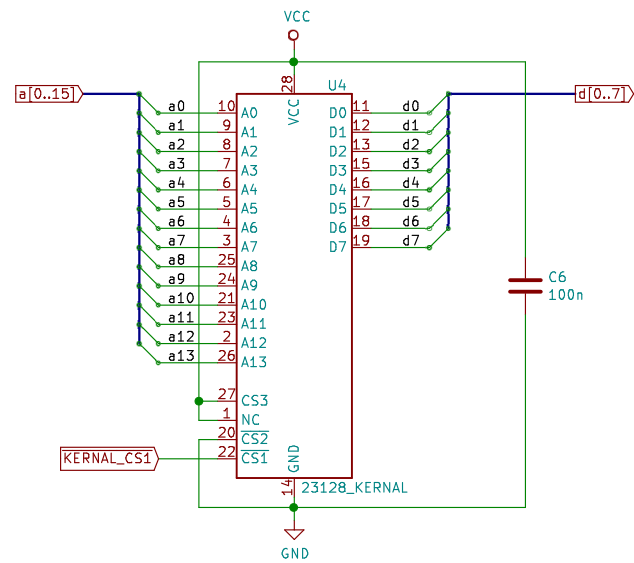 VCC
28
U4
a[0..15]
d[0..7]
VCC
a0 10 A0 D0 11 d0
a1 9 A1 D1 12 d1
a2 8 A2 D2 13 d2
a3 7 A3 D3 15 d3
a4 6 A4 D4 16 d4
a5 5 A5 D5 17 d5
a6 4 A6 D6 18 d6
a7 3 A7 D7 19 d7
a8 25 A8
a9 24 A9
C6
a10 21 A10
100n
a11 23 A11
a12 2 A12
a13 26 A13
27 CS3
1 NC
20 CS2
KERNAL_CS1 22 CS1
GND
14
23128_KERNAL
GND